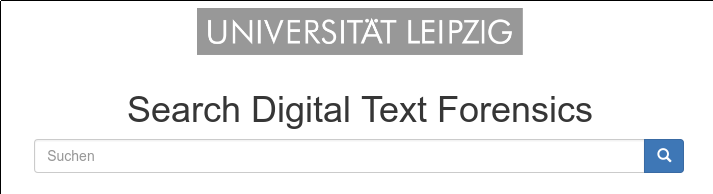 UNIVERSITÄT LEIPZIG
Search Digital Text Forensics
Suchen